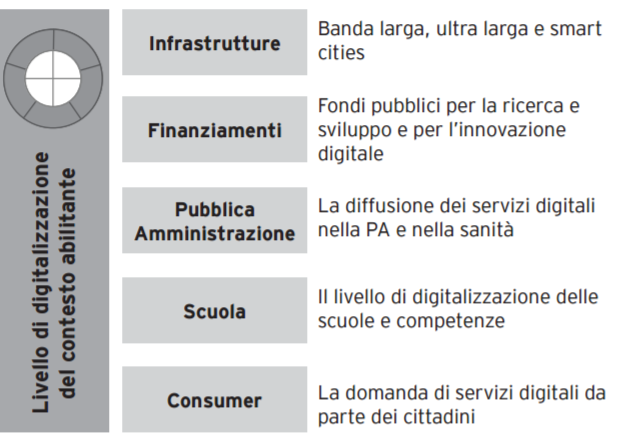 Livello di digitalizzazione
del contesto abilitante
Infrastrutture
Banda larga, ultra larga e smart
cities
Finanziamenti
Fondi pubblici per la ricerca e
sviluppo e per l'innovazione
digitale
Pubblica
Amministrazione
La diffusione dei servizi digitali
nella PA e nella sanità
Scuola
Il livello di digitalizzazione delle
scuole e competenze
Consumer
La domanda di servizi digitali da
parte dei cittadini